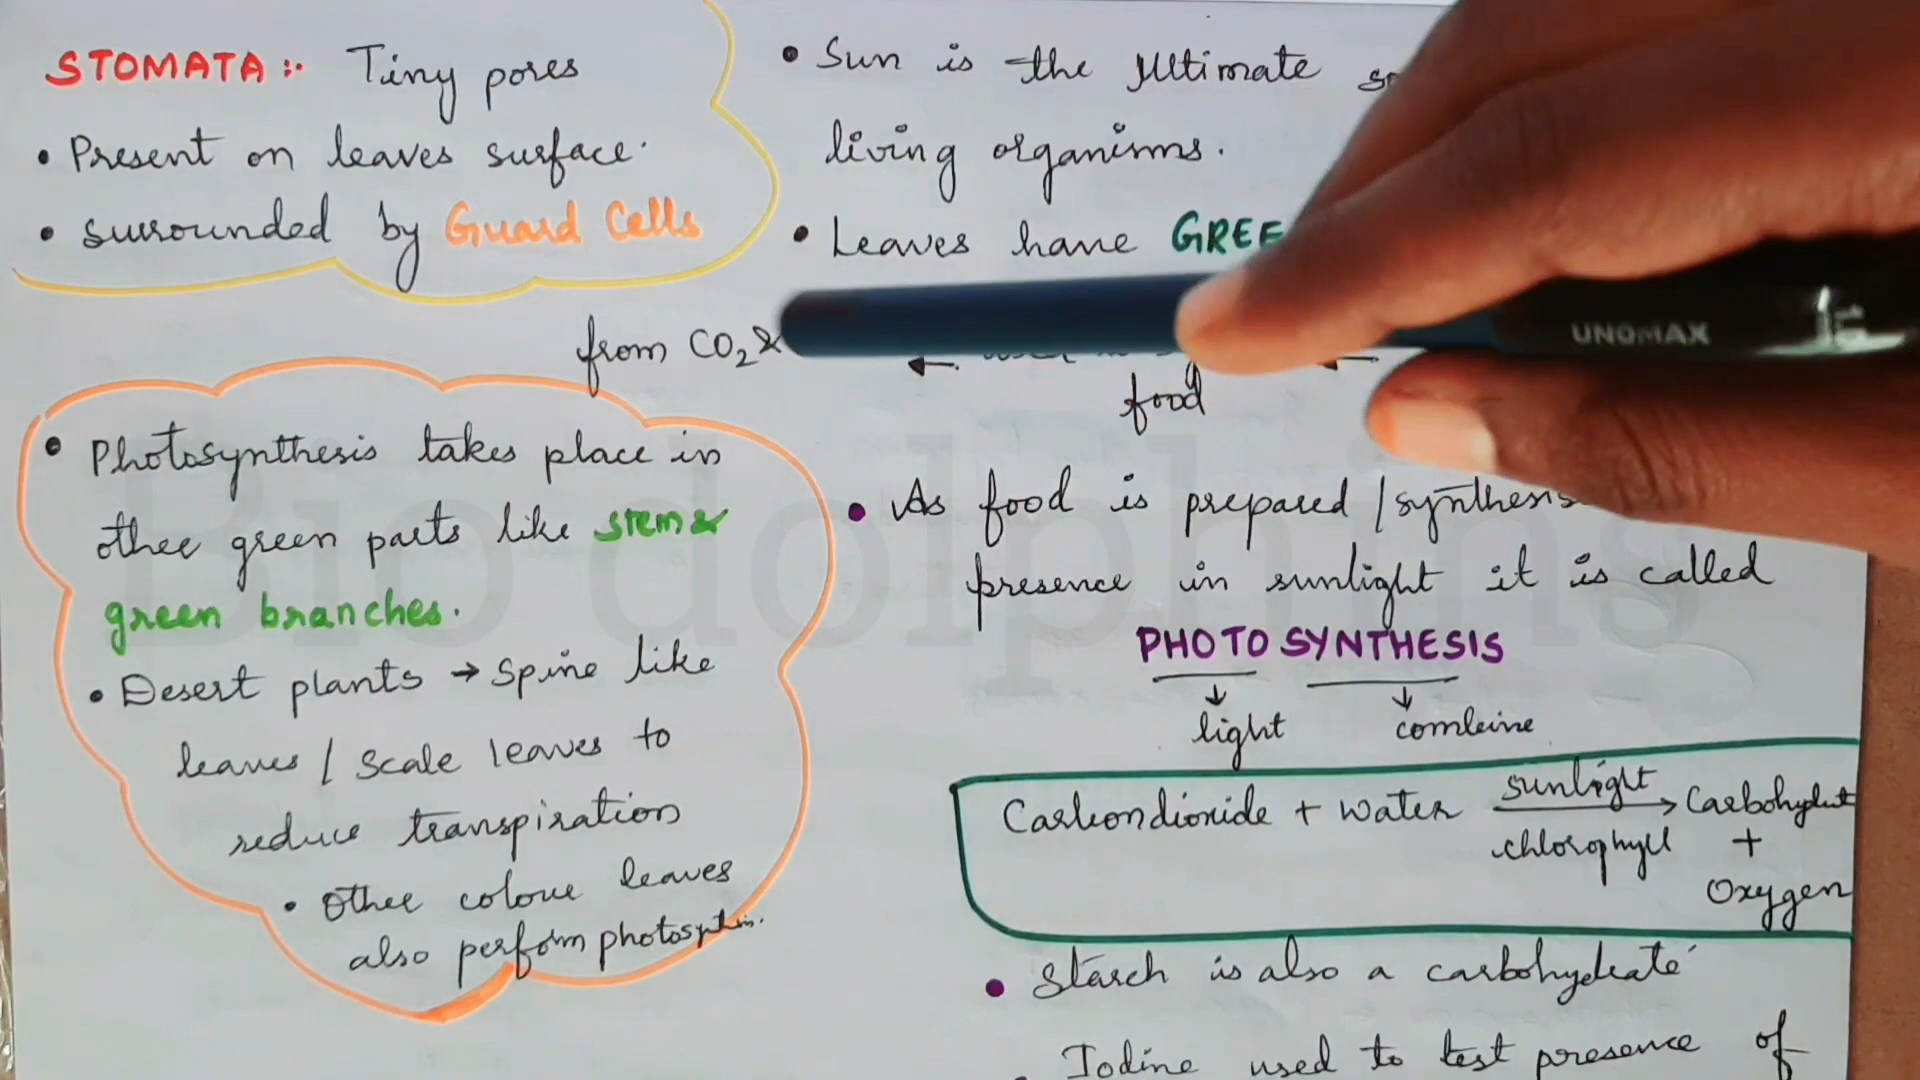 STOMATA:- Tiny pores
• Present on leaves surface.
• Surrounded by Guard Cells
• Sun is the Ultimate
living organisms.
• Leaves have GREE
from CO2 &
food
• Photosynthesis takes place in
other green parts like stem &
green branches.
• Desert plants → Spine like
leaves / Scale leaves to
reduce transpiration
• Other colour leaves
also perform
• As food is prepared / synthesis
presence in sunlight it is called
PHOTOSYNTHESIS
↓ ↓
light combine
Carbondioxide + water sunlight → Carbohydrat
chlorophyll +
Oxygen
• Starch is also a carbohydrate
• Iodine used to test presence of
UNOMAX
Bio dolphins